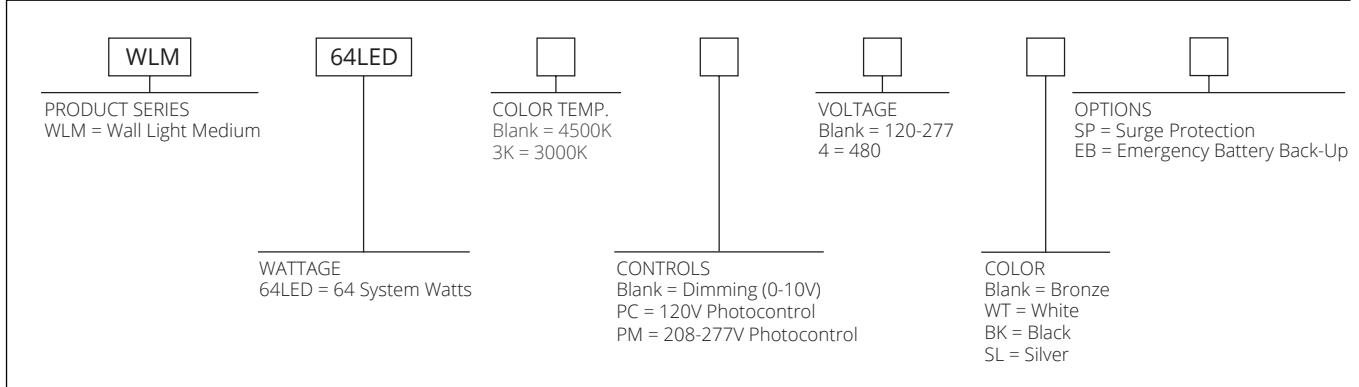 WLM
64LED
PRODUCT SERIES
WLM = Wall Light Medium
COLOR TEMP.
Blank = 4500K
3K = 3000K
VOLTAGE
Blank = 120-277
4 = 480
OPTIONS
SP = Surge Protection
EB = Emergency Battery Back-Up
WATTAGE
64LED = 64 System Watts
CONTROLS
Blank = Dimming (0-10V)
PC = 120V Photocontrol
PM = 208-277V Photocontrol
COLOR
Blank = Bronze
WT = White
BK = Black
SL = Silver